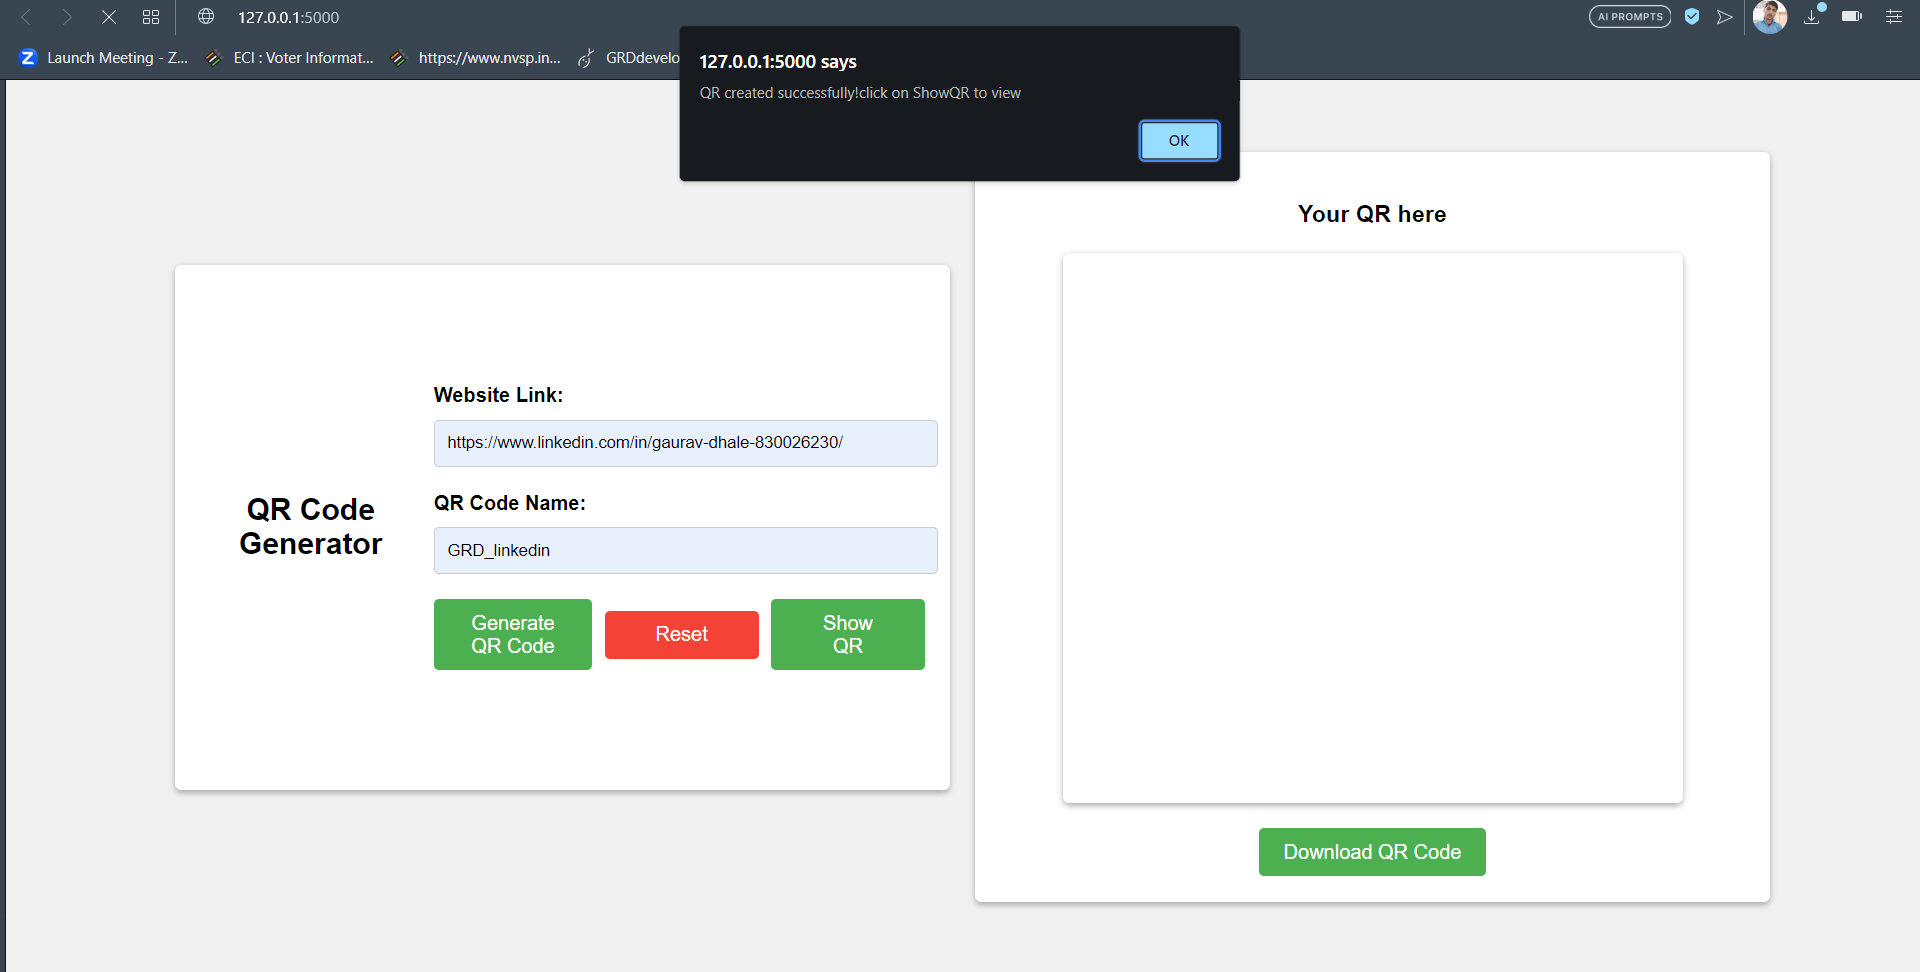 127.0.0.1:5000
AI PROMPTS
Z Launch Meeting - Z...
ECI : Voter Informat...
https://www.nvsp.in...
GRDdevelo
127.0.0.1:5000 says
QR created successfully!click on ShowQR to view
OK
QR Code
Generator
Website Link:
https://www.linkedin.com/in/gaurav-dhale-830026230/
QR Code Name:
GRD_linkedin
Generate
QR Code
Reset
Show
QR
Your QR here
Download QR Code